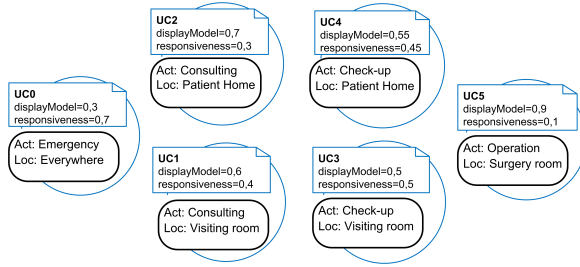 UC0
displayModel=0,3
responsiveness=0,7
Act: Emergency
Loc: Everywhere
UC2
displayModel=0,7
responsiveness=0,3
Act: Consulting
Loc: Patient Home
UC1
displayModel=0,6
responsiveness=0,4
Act: Consulting
Loc: Visiting room
UC4
displayModel=0,55
responsiveness=0,45
Act: Check-up
Loc: Patient Home
UC3
displayModel=0,5
responsiveness=0,5
Act: Check-up
Loc: Visiting room
UC5
displayModel=0,9
responsiveness=0,1
Act: Operation
Loc: Surgery room